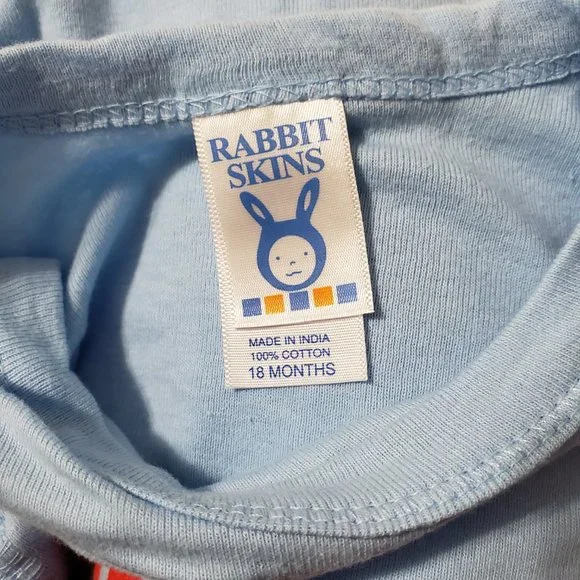 RABBIT
SKINS
MADE IN INDIA
100% COTTON
18 MONTHS